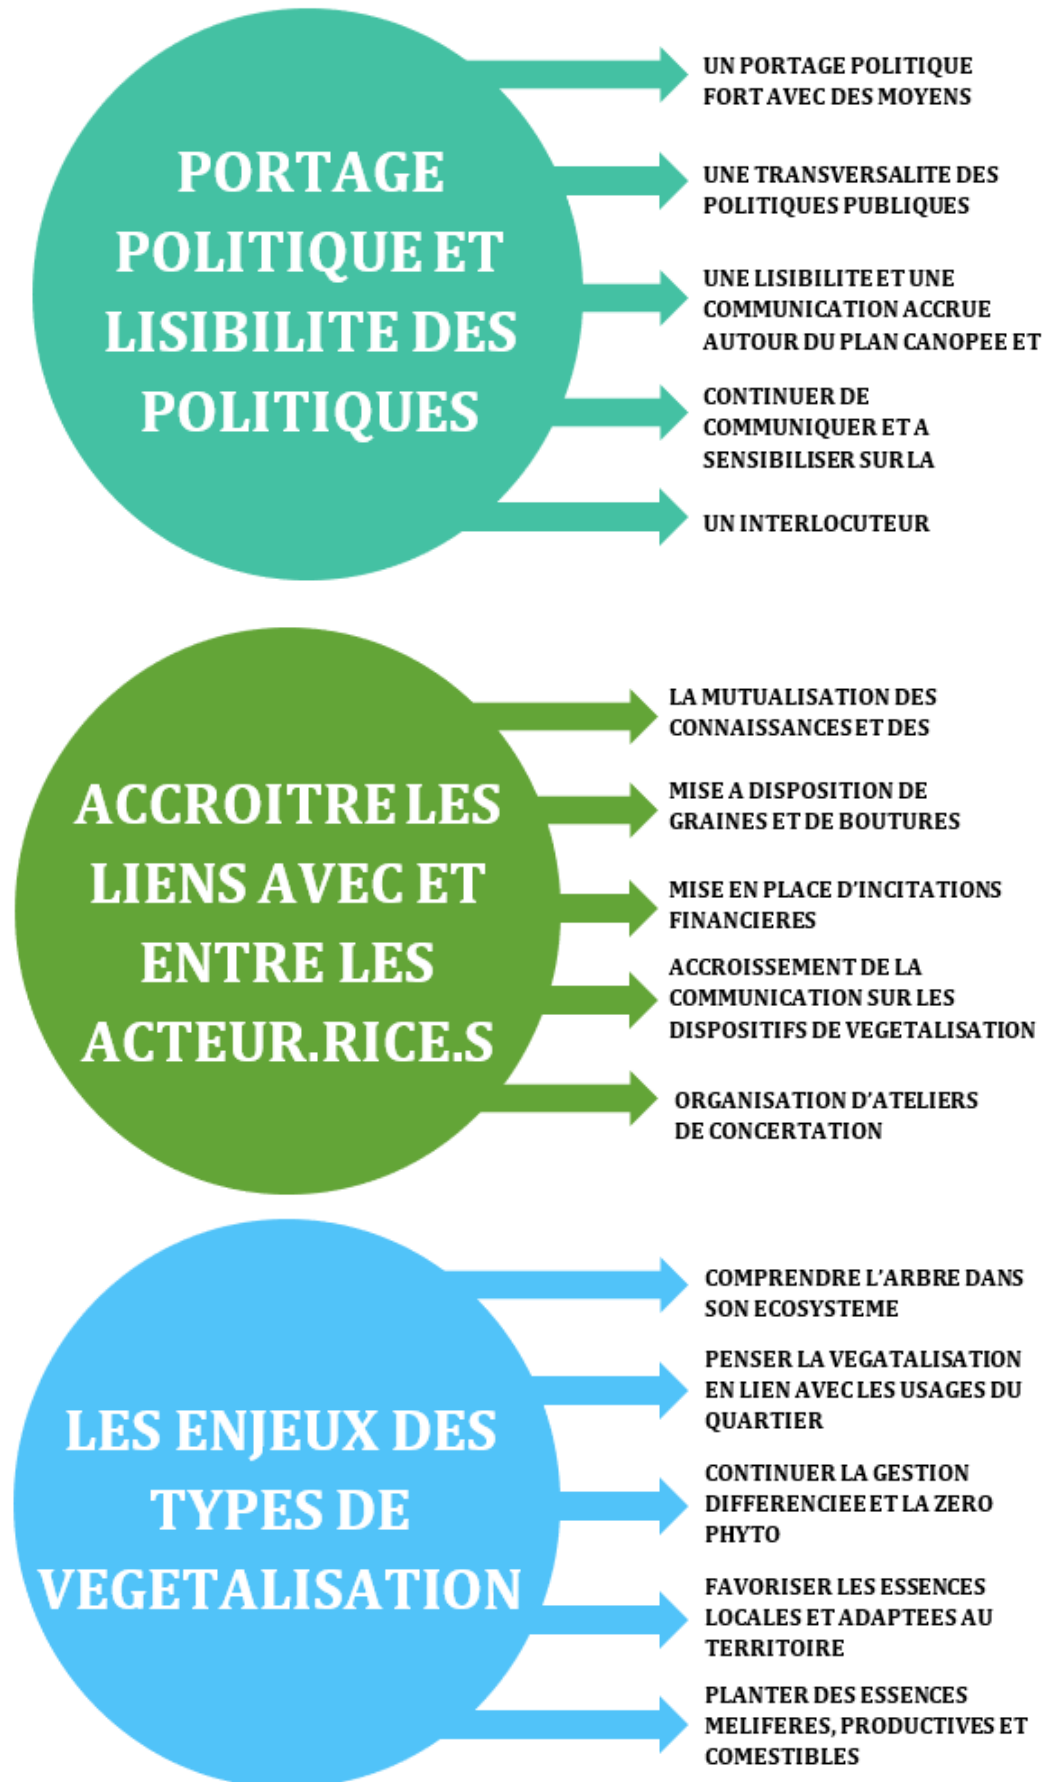 PORTAGE
POLITIQUE ET
LISIBILITE DES
POLITIQUES
UN PORTAGE POLITIQUE
FORT AVEC DES MOYENS
UNE TRANSVERSALITE DES
POLITIQUES PUBLIQUES
UNE LISIBILITE ET UNE
COMMUNICATION ACCRUE
AUTOUR DU PLAN CANOPEE ET
CONTINUER DE
COMMUNIQUER ET A
SENSIBILISER SUR LA
UN INTERLOCUTEUR
ACCROITRE LES
LIENS AVEC ET
ENTRE LES
ACTEUR.RICE.S
LA MUTUALISATION DES
CONNAISSANCES ET DES
MISE A DISPOSITION DE
GRAINES ET DE BOUTURES
MISE EN PLACE D'INCITATIONS
FINANCIERES
ACCROISSEMENT DE LA
COMMUNICATION SUR LES
DISPOSITIFS DE VEGETALISATION
ORGANISATION D'ATELIERS
DE CONCERTATION
LES ENJEUX DES
TYPES DE
VEGETALISATION
COMPRENDRE L'ARBRE DANS
SON ECOSYSTEME
PENSER LA VEGATALISATION
EN LIEN AVEC LES USAGES DU
QUARTIER
CONTINUER LA GESTION
DIFFERENCIEE ET LA ZERO
PHYTO
FAVORISER LES ESSENCES
LOCALES ET ADAPTEES AU
TERRITOIRE
PLANTER DES ESSENCES
MELIFERES, PRODUCTIVES ET
COMESTIBLES